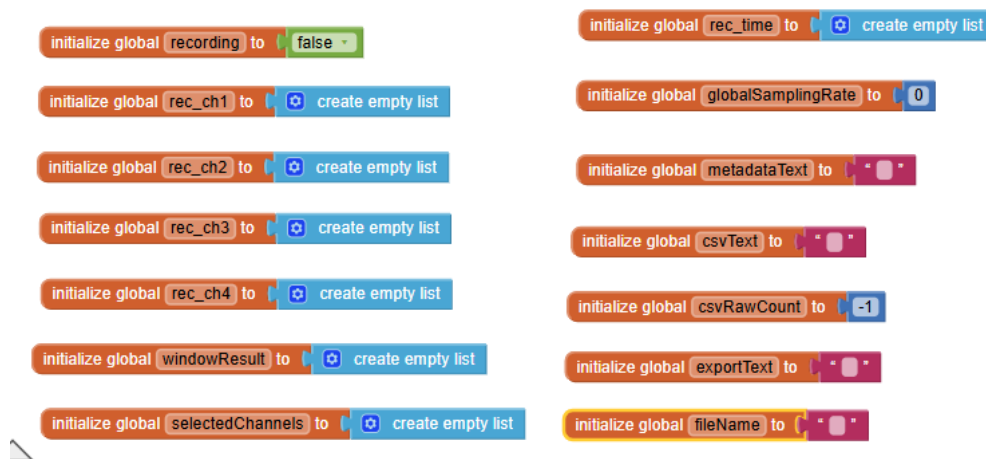 initialize global recording to false
initialize global rec_ch1 to create empty list
initialize global rec_ch2 to create empty list
initialize global rec_ch3 to create empty list
initialize global rec_ch4 to create empty list
initialize global windowResult to create empty list
initialize global selectedChannels to create empty list
initialize global rec_time to create empty list
initialize global globalSamplingRate to 0
initialize global metadataText to " "
initialize global csvText to " "
initialize global csvRawCount to -1
initialize global exportText to " "
initialize global fileName to " "